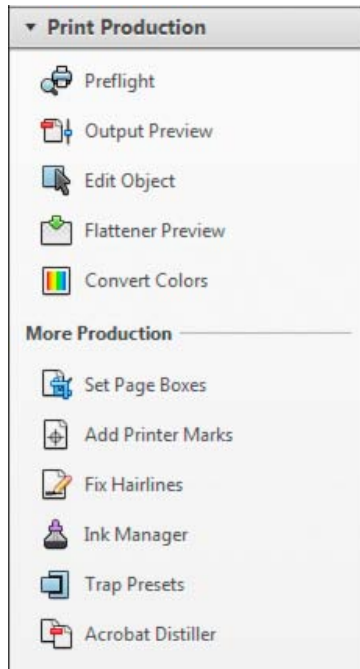 Print Production
Preflight
Output Preview
Edit Object
Flattener Preview
Convert Colors
More Production
Set Page Boxes
Add Printer Marks
Fix Hairlines
Ink Manager
Trap Presets
Acrobat Distiller